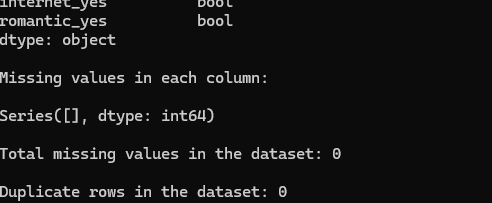 internet_yes bool
romantic_yes bool
dtype: object
Missing values in each column:
Series([], dtype: int64)
Total missing values in the dataset: 0
Duplicate rows in the dataset: 0